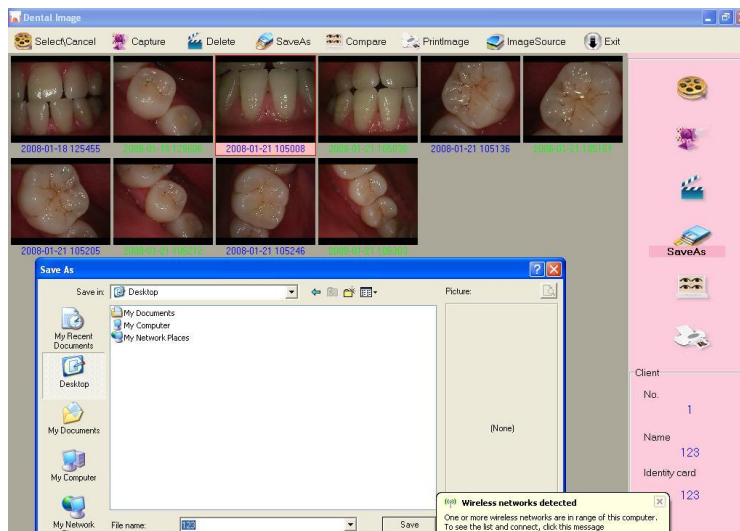 Dental Image
Select\Cancel Capture Delete SaveAs Compare PrintImage ImageSource Exit
2008-01-18 125455 2008-01-21 105008 2008-01-21 105136
2008-01-21 105205 2008-01-21 105246
SaveAs
Save As
Save in: Desktop Picture:
My Documents
My Computer
My Network Places
My Recent
Documents
Desktop
My Documents
My Computer
My Network
(None)
File name: 123 Save
Client
No.
1
Name
123
Identity card
123
Wireless networks detected
One or more wireless networks are in range of this computer.
To see the list and connect, click this message